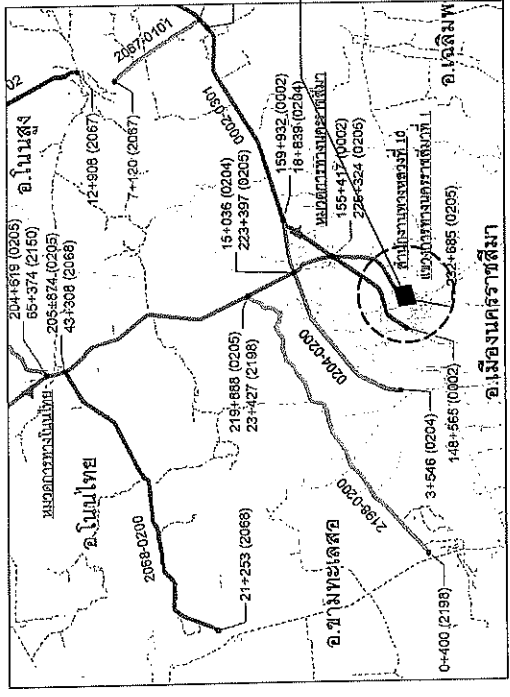 02
2067-0101
อ.โนนสูง
12+808 (2067)
7+120 (2067)
0002-0301
อ.เฉลิมพ
204+619 (0205)
65+374 (2150)
205+674 (0205)
43+308 (2068)
หมวดการทางโนนไทย
อ.โนนไทย
2068-0200
21+253 (2068)
15+036 (0204)
223+397 (0205)
159+932 (0002)
18+839 (0204)
หมวดการทางนครราชสีมา
155+417 (0002)
226+324 (0205)
สำนักงานทางหลวงที่ 10
แขวงการทางนครราชสีมาที่ 1
232+685 (0205)
219+888 (0205)
23+427 (2198)
0204-0200
2198-0200
3+546 (0204)
148+565 (0002)
อ.เมืองนครราชสีมา
อ.ขามทะเลสอ
0+400 (2198)